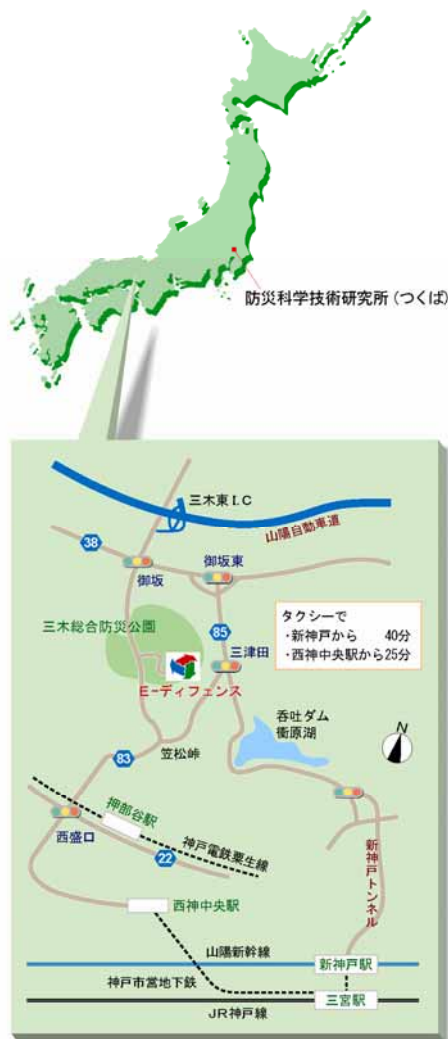 防災科学技術研究所(つくば)
三木東I.C
山陽自動車道
38
御坂
御坂東
三木総合防災公園
85
三津田
タクシーで
・新神戸から 40分
・西神中央駅から25分
E-ディフェンス
呑吐ダム
衝原湖
N
笠松峠
83
押部谷駅
西盛口
神戸電鉄粟生線
22
新神戸トンネル
西神中央駅
山陽新幹線
新神戸駅
神戸市営地下鉄
三宮駅
JR神戸線